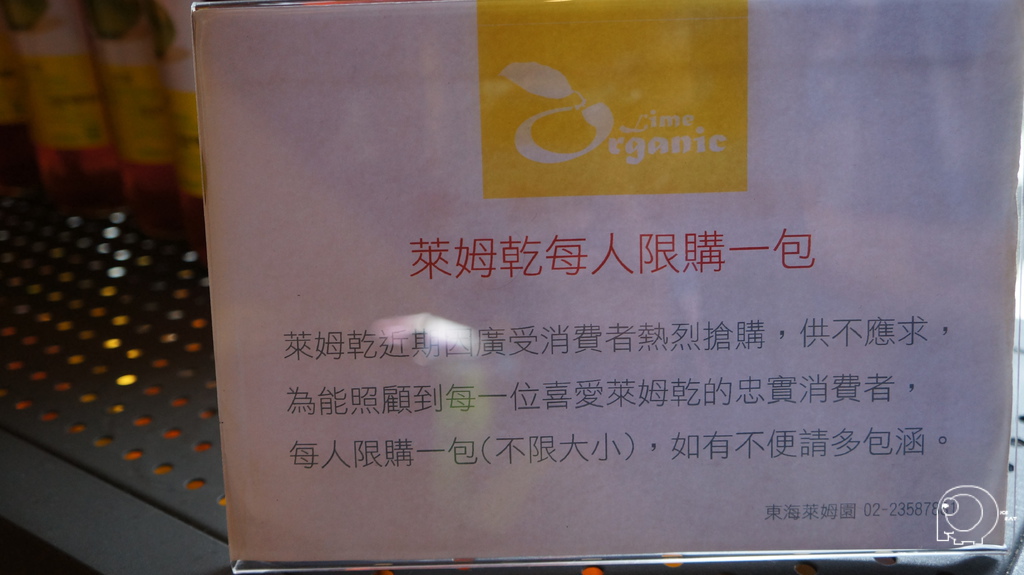 Lime
Organic
萊姆乾每人限購一包
萊姆乾近期因廣受消費者熱烈搶購，供不應求，
為能照顧到每一位喜愛萊姆乾的忠實消費者，
每人限購一包(不限大小)，如有不便請多包涵。
東海萊姆園 02-235878